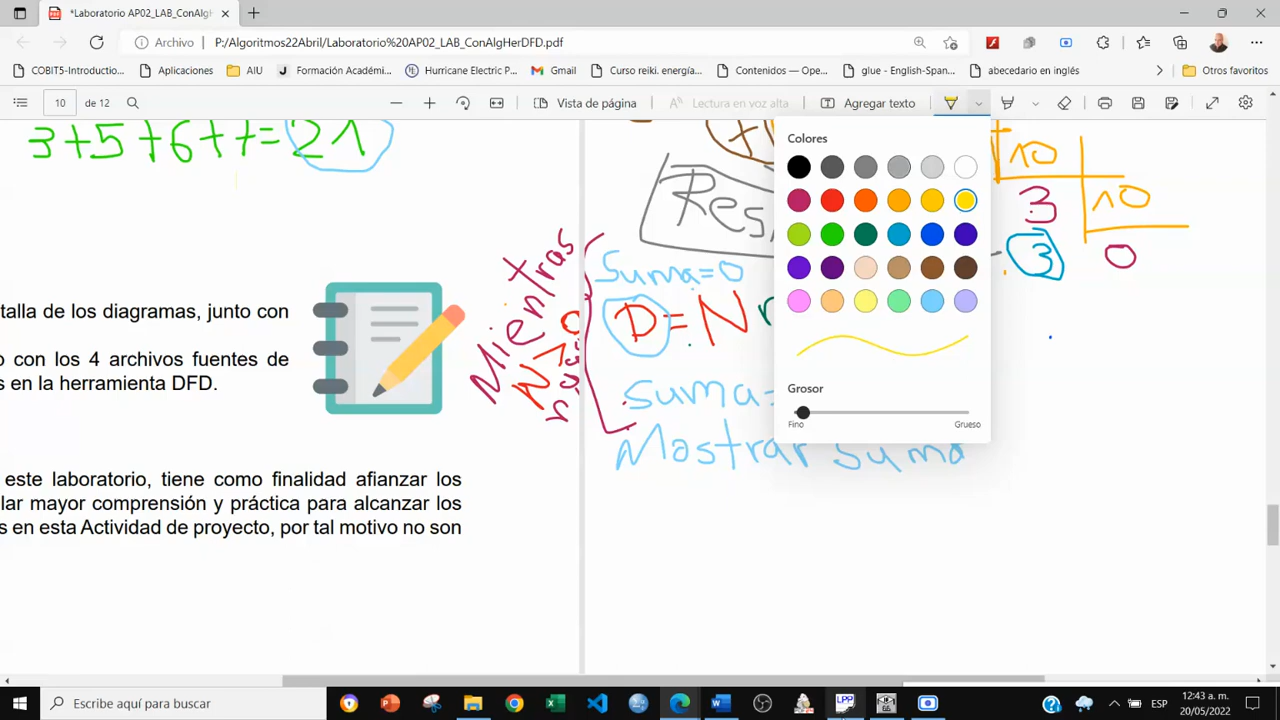 *Laboratorio AP02_LAB_ConAlgH
Archivo
P:/Algoritmos22Abril/Laboratorio%20AP02_LAB_ConAlgHerDFD.pdf
COBIT5-Introductio...
Aplicaciones
AIU
Formación Académi...
Hurricane Electric P...
Gmail
Curso reiki. energía...
Contenidos — Ope...
glue - English-Span...
abecedario en inglés
Otros favoritos
10
de 12
Vista de página
Lectura en voz alta
Agregar texto
3+5+6+7=21
Colores
Grosor
Fino
Grueso
10
3
10
3
0
Res
Suma=0
D=N
Suma=
Mostrar Suma
Mientras
N>0
talla de los diagramas, junto con
o con los 4 archivos fuentes de
s en la herramienta DFD.
este laboratorio, tiene como finalidad afianzar los
lar mayor comprensión y práctica para alcanzar los
s en esta Actividad de proyecto, por tal motivo no son
Escribe aquí para buscar
LPP
ESP
12:43 a. m.
20/05/2022